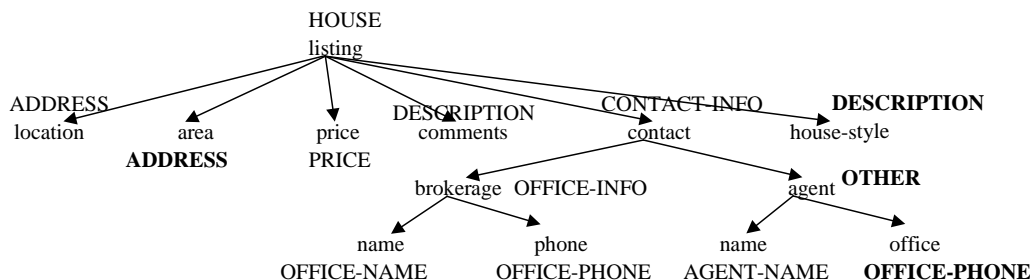 HOUSE
listing
ADDRESS DESCRIPTION CONTACT-INFO DESCRIPTION
location area price comments contact house-style
ADDRESS PRICE
brokerage OFFICE-INFO agent OTHER
name phone name office
OFFICE-NAME OFFICE-PHONE AGENT-NAME OFFICE-PHONE